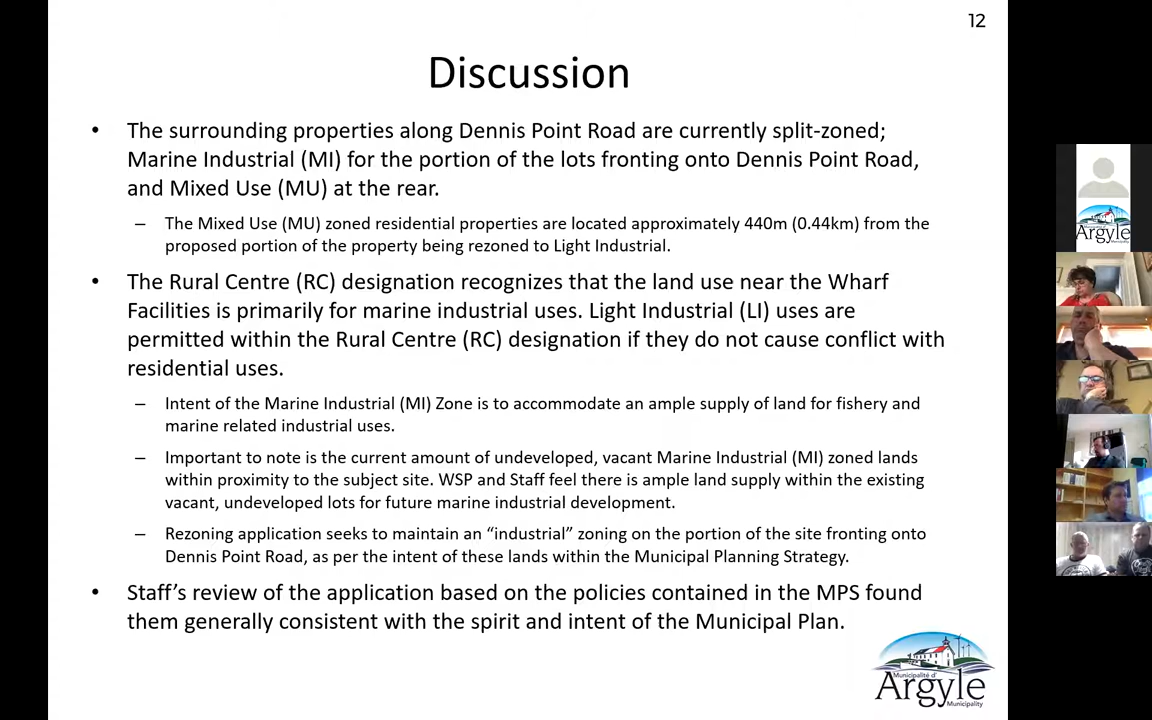 12
Discussion
• The surrounding properties along Dennis Point Road are currently split-zoned;
Marine Industrial (MI) for the portion of the lots fronting onto Dennis Point Road,
and Mixed Use (MU) at the rear.
– The Mixed Use (MU) zoned residential properties are located approximately 440m (0.44km) from the
proposed portion of the property being rezoned to Light Industrial.
• The Rural Centre (RC) designation recognizes that the land use near the Wharf
Facilities is primarily for marine industrial uses. Light Industrial (LI) uses are
permitted within the Rural Centre (RC) designation if they do not cause conflict with
residential uses.
– Intent of the Marine Industrial (MI) Zone is to accommodate an ample supply of land for fishery and
marine related industrial uses.
– Important to note is the current amount of undeveloped, vacant Marine Industrial (MI) zoned lands
within proximity to the subject site. WSP and Staff feel there is ample land supply within the existing
vacant, undeveloped lots for future marine industrial development.
– Rezoning application seeks to maintain an “industrial” zoning on the portion of the site fronting onto
Dennis Point Road, as per the intent of these lands within the Municipal Planning Strategy.
• Staff’s review of the application based on the policies contained in the MPS found
them generally consistent with the spirit and intent of the Municipal Plan.
Municipalité d'
Argyle
Municipality
Argyle
Municipality